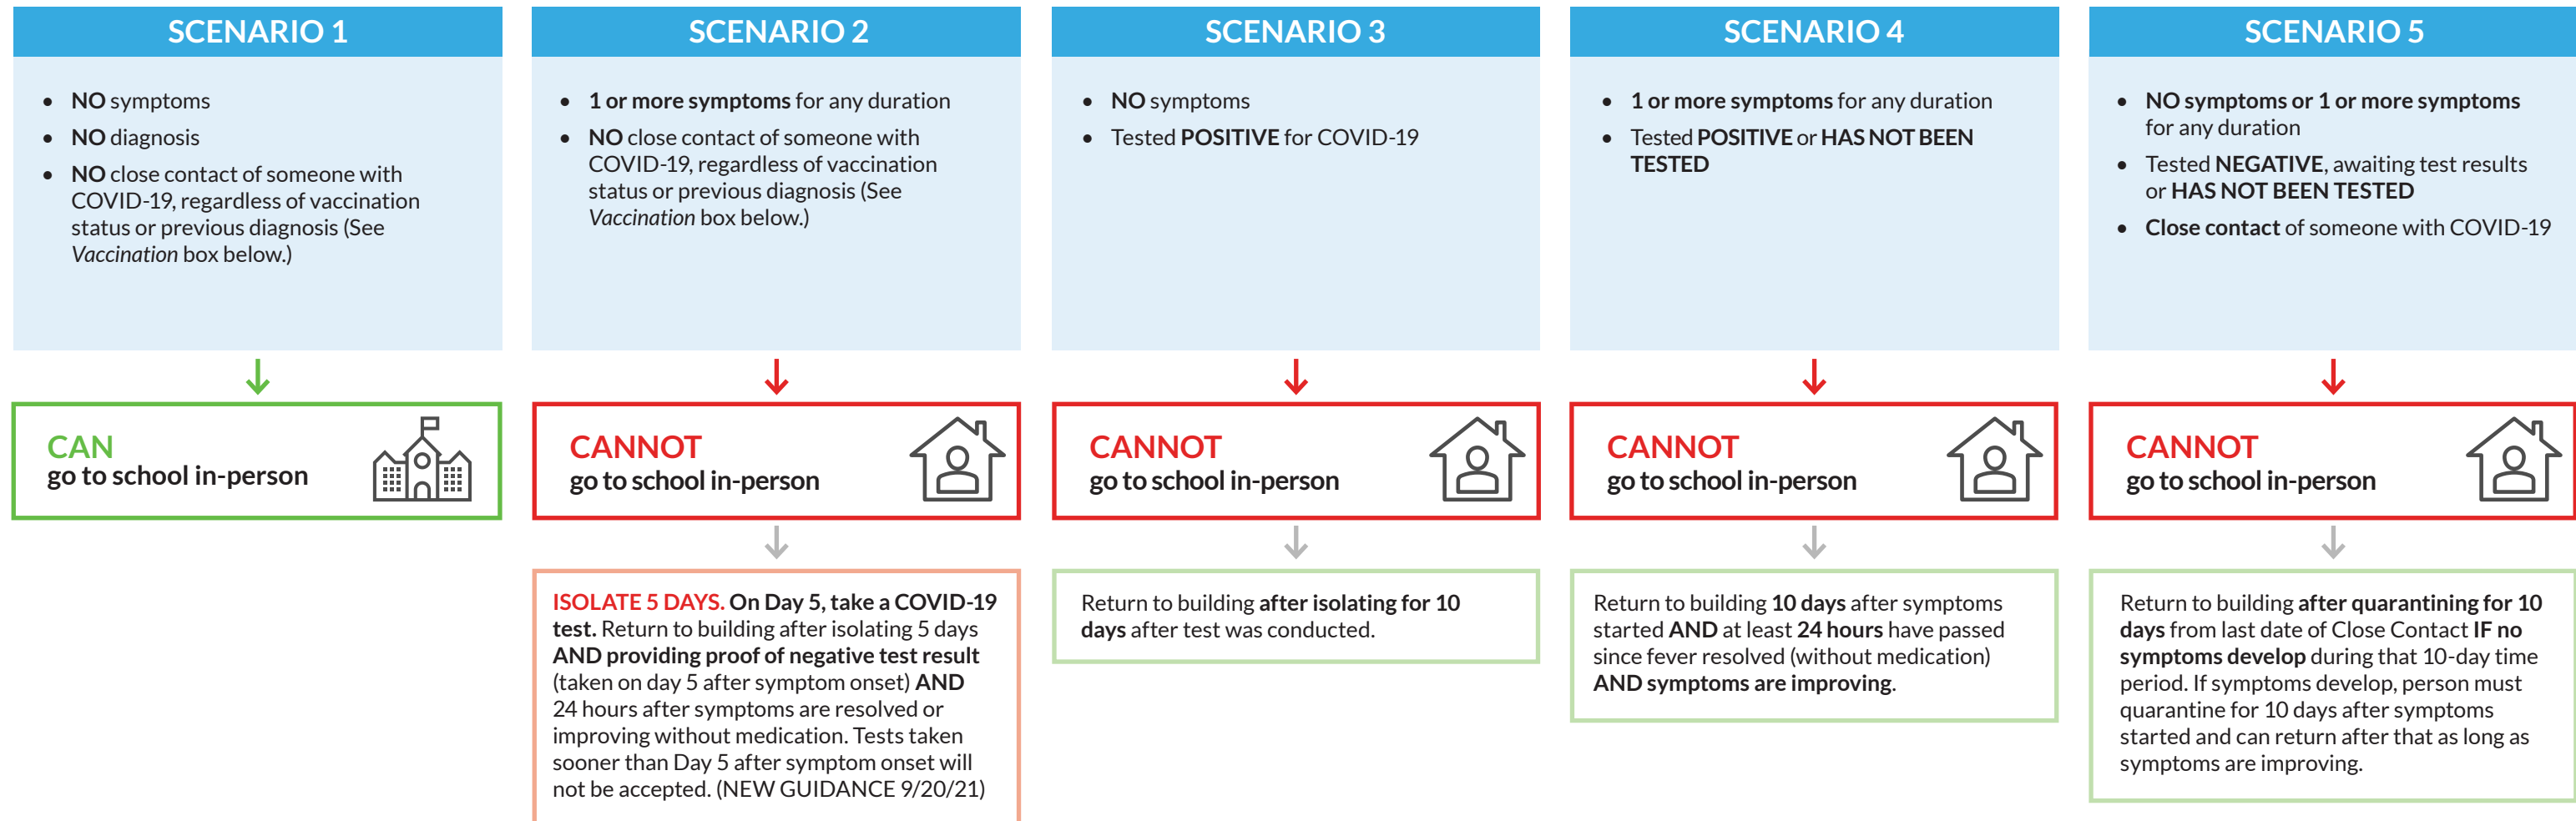 SCENARIO 1
• NO symptoms
• NO diagnosis
• NO close contact of someone with
COVID-19, regardless of vaccination
status or previous diagnosis (See
Vaccination box below.)
CAN
go to school in-person
SCENARIO 2
• 1 or more symptoms for any duration
• NO close contact of someone with
COVID-19, regardless of vaccination
status or previous diagnosis (See
Vaccination box below.)
CANNOT
go to school in-person
ISOLATE 5 DAYS. On Day 5, take a COVID-19
test. Return to building after isolating 5 days
AND providing proof of negative test result
(taken on day 5 after symptom onset) AND
24 hours after symptoms are resolved or
improving without medication. Tests taken
sooner than Day 5 after symptom onset will
not be accepted. (NEW GUIDANCE 9/20/21)
SCENARIO 3
• NO symptoms
• Tested POSITIVE for COVID-19
CANNOT
go to school in-person
Return to building after isolating for 10
days after test was conducted.
SCENARIO 4
• 1 or more symptoms for any duration
• Tested POSITIVE or HAS NOT BEEN
TESTED
CANNOT
go to school in-person
Return to building 10 days after symptoms
started AND at least 24 hours have passed
since fever resolved (without medication)
AND symptoms are improving.
SCENARIO 5
• NO symptoms or 1 or more symptoms
for any duration
• Tested NEGATIVE, awaiting test results
or HAS NOT BEEN TESTED
• Close contact of someone with COVID-19
CANNOT
go to school in-person
Return to building after quarantining for 10
days from last date of Close Contact IF no
symptoms develop during that 10-day time
period. If symptoms develop, person must
quarantine for 10 days after symptoms
started and can return after that as long as
symptoms are improving.